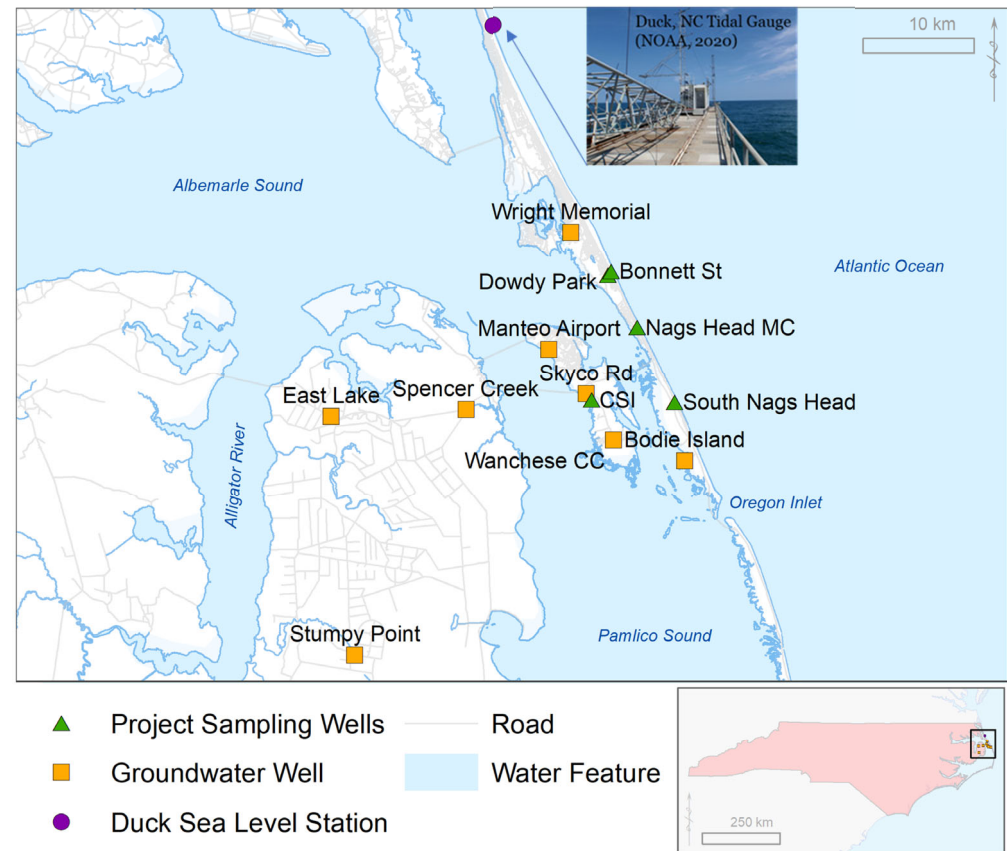 Duck, NC Tidal Gauge
(NOAA, 2020)
10 km
Albemarle Sound
Wright Memorial
Bonnett St
Dowdy Park
Atlantic Ocean
Manteo Airport
Nags Head MC
Skyco Rd
East Lake
Spencer Creek
CSI
South Nags Head
Bodie Island
Wanchese CC
Alligator River
Oregon Inlet
Stumpy Point
Pamlico Sound
Project Sampling Wells
Road
Groundwater Well
Water Feature
Duck Sea Level Station
250 km